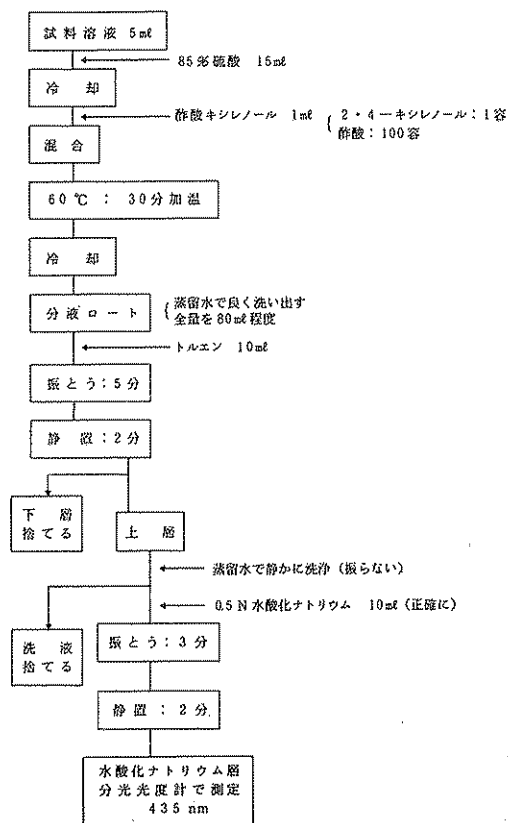 試料溶液 5㎖
85%硫酸 15㎖
冷却
酢酸キシレノール 1㎖ { 2・4-キシレノール：1容
酢酸：100容
混合
60℃ ： 30分加温
冷却
分液ロート { 蒸留水で良く洗い出す
全量を80㎖程度
トルエン 10㎖
振とう：5分
静置：2分
下層
捨てる
上層
蒸留水で静かに洗浄（振らない）
0.5N水酸化ナトリウム 10㎖（正確に）
洗液
捨てる
振とう：3分
静置：2分
水酸化ナトリウム層
分光光度計で測定
435nm